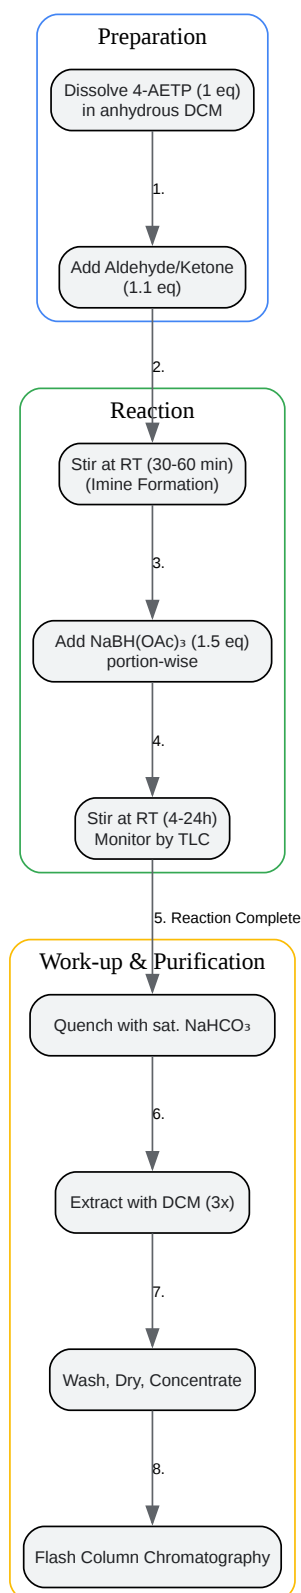 Preparation
Dissolve 4-AETP (1 eq)
in anhydrous DCM
1.
Add Aldehyde/Ketone
(1.1 eq)
2.
Reaction
Stir at RT (30-60 min)
(Imine Formation)
3.
Add NaBH(OAc)₃ (1.5 eq)
portion-wise
4.
Stir at RT (4-24h)
Monitor by TLC
5. Reaction Complete
Work-up & Purification
Quench with sat. NaHCO₃
6.
Extract with DCM (3x)
7.
Wash, Dry, Concentrate
8.
Flash Column Chromatography